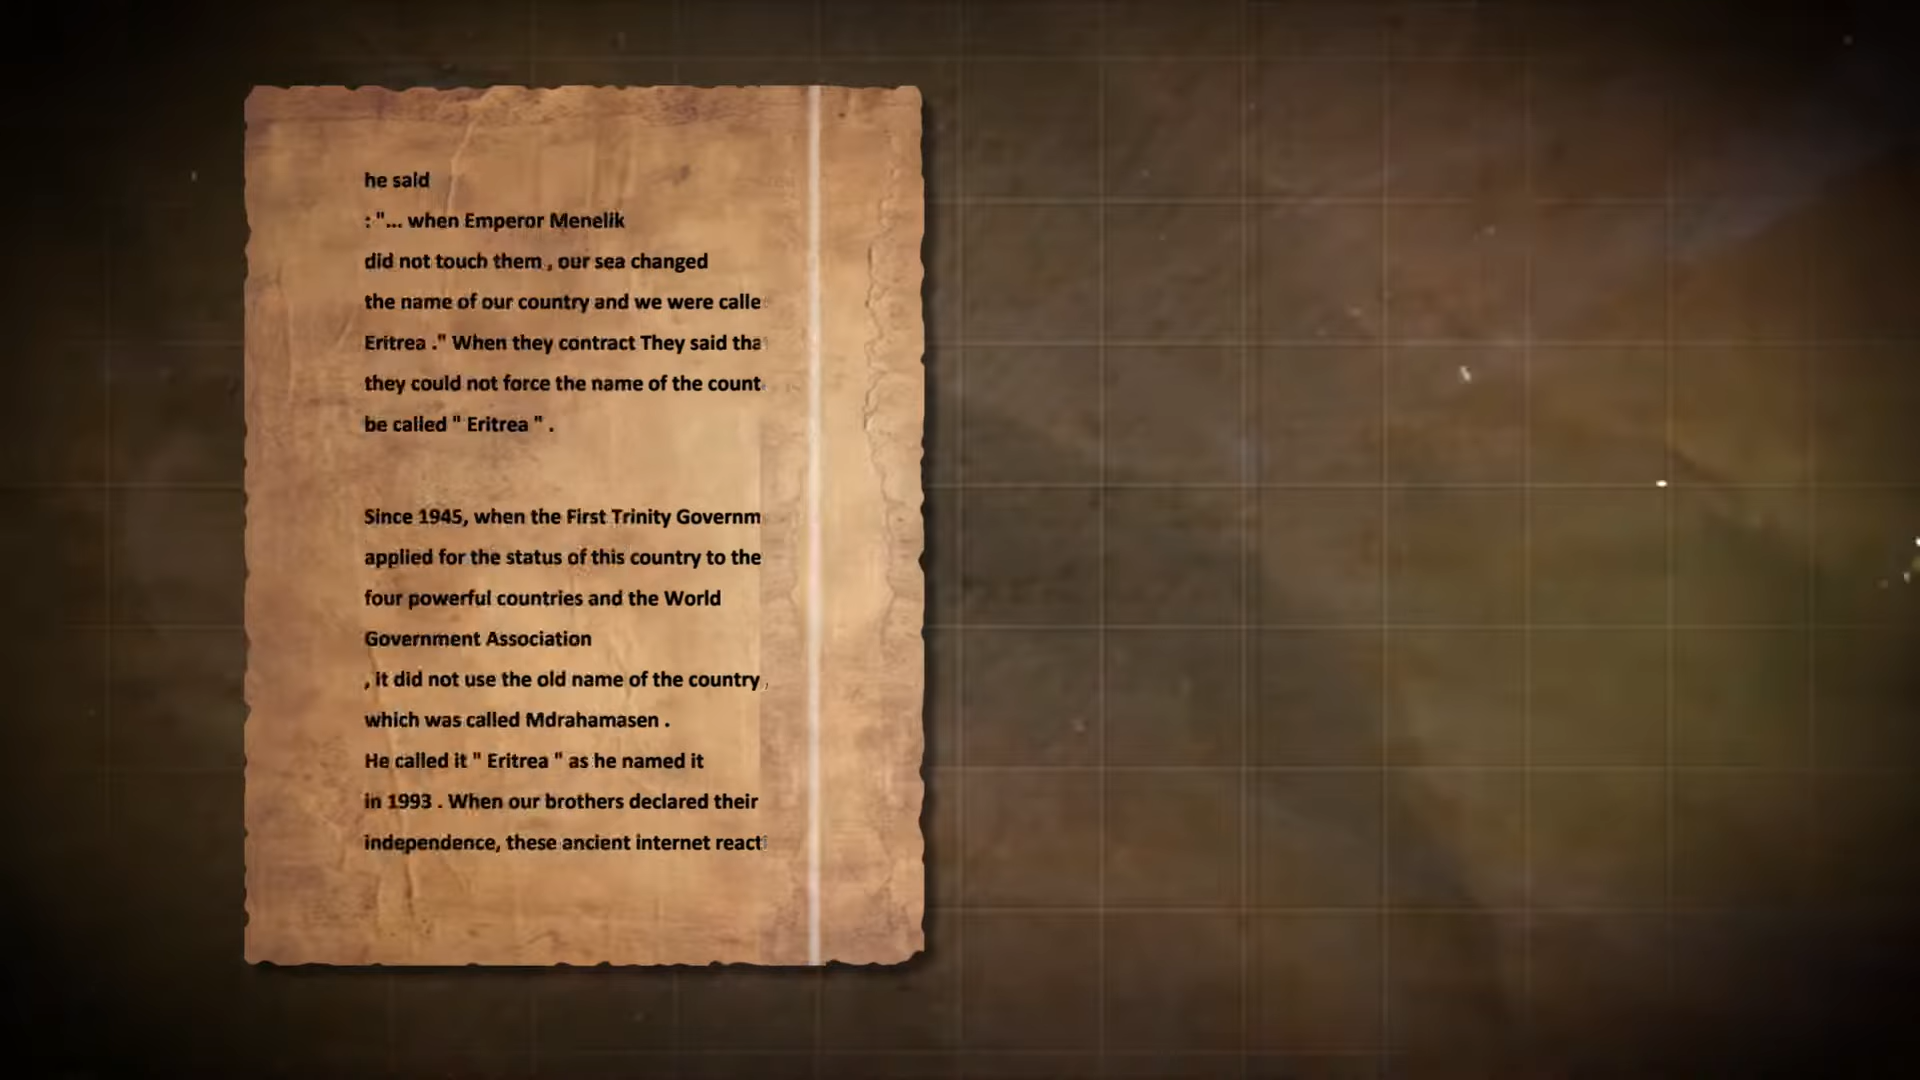 he said
: "... when Emperor Menelik
did not touch them , our sea changed
the name of our country and we were calle
Eritrea ." When they contract They said tha
they could not force the name of the count
be called " Eritrea " .
Since 1945, when the First Trinity Governm
applied for the status of this country to the
four powerful countries and the World
Government Association
, it did not use the old name of the country ,
which was called Mdrahamasen .
He called it " Eritrea " as he named it
in 1993 . When our brothers declared their
independence, these ancient internet react